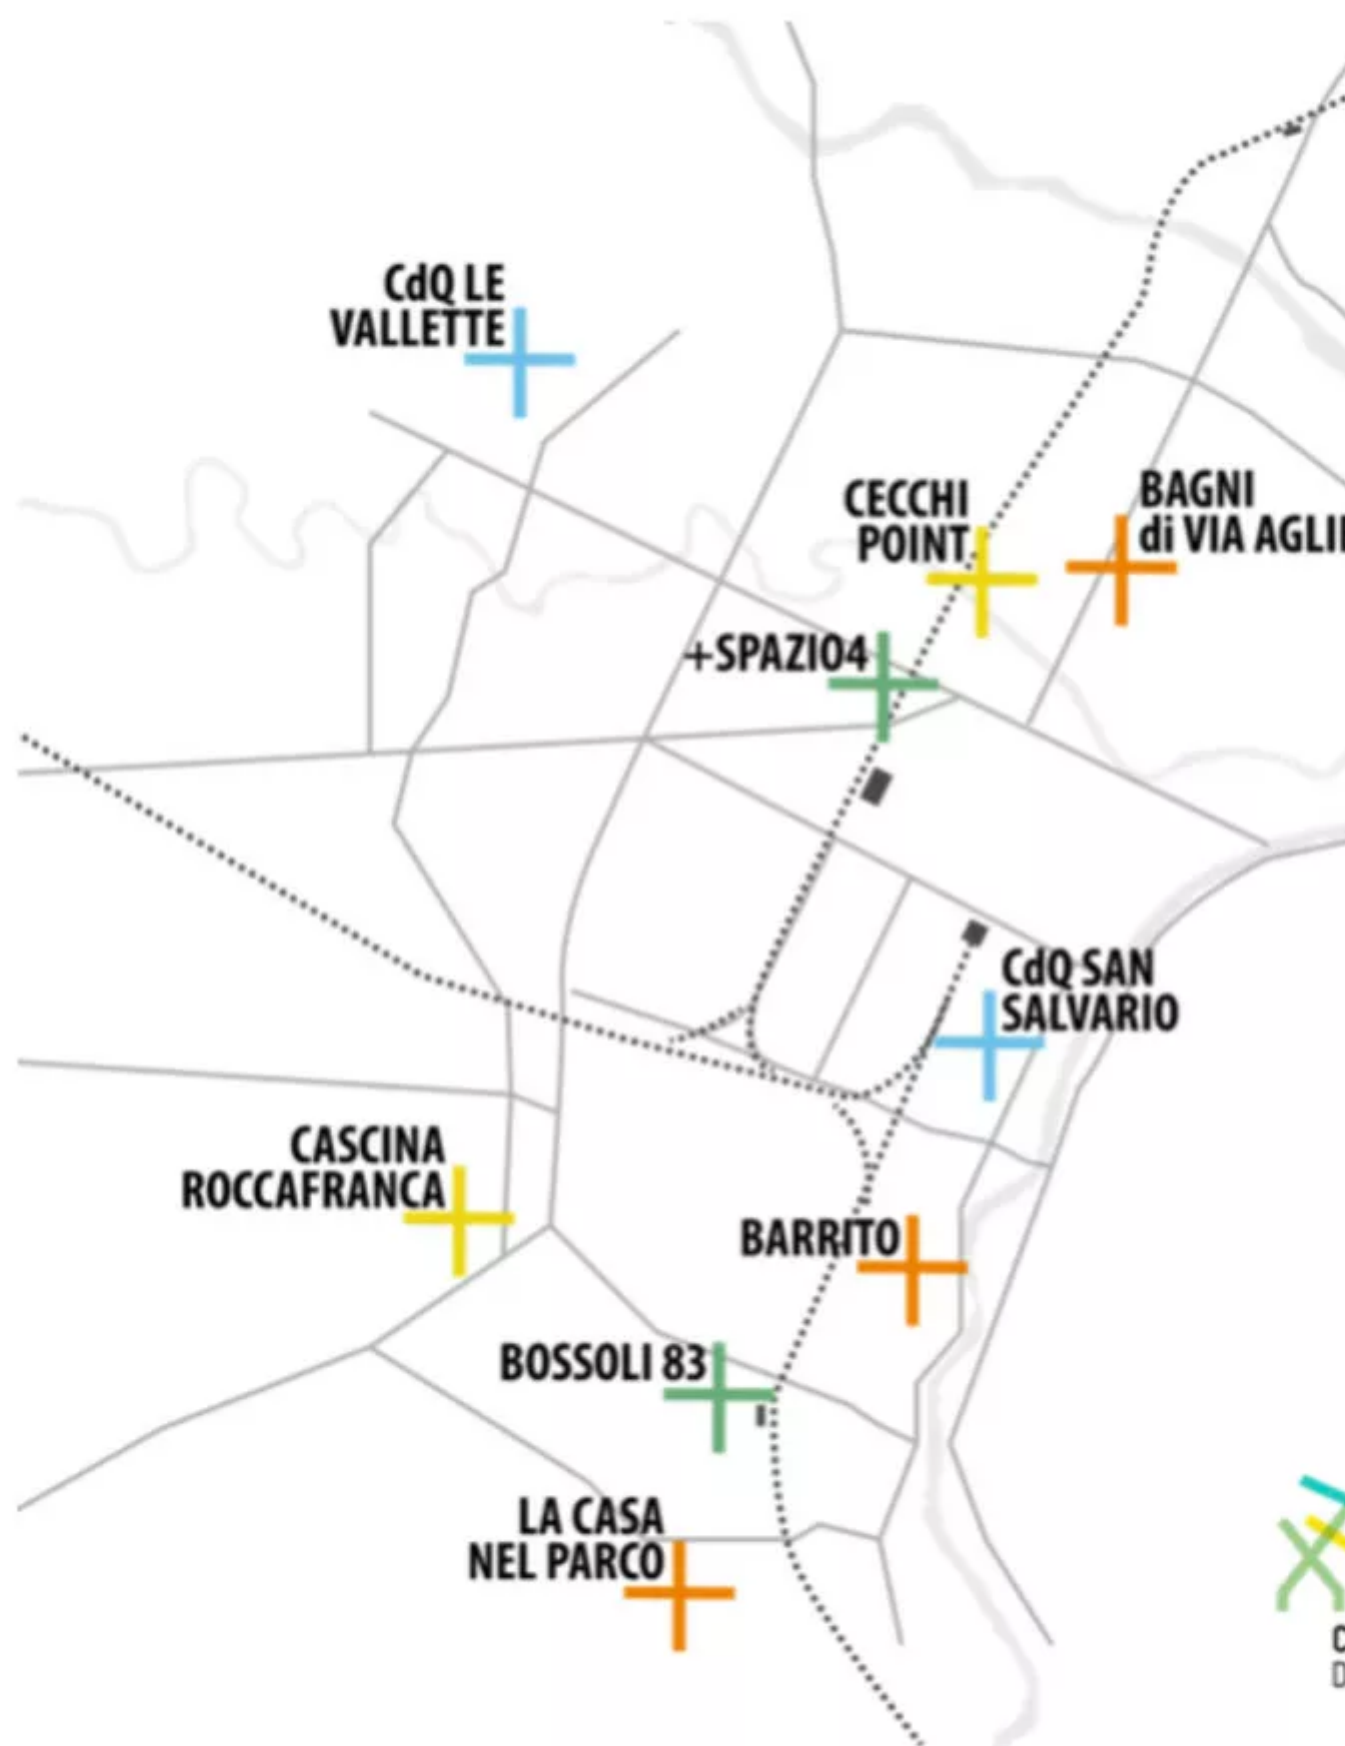 CdQ LE
VALLETTE
CECCHI
POINT
BAGNI
di VIA
+SPAZIO4
CdQ SAN
SALVARIO
CASCINA
ROCCAFRANCA
BARRITO
BOSSOLI 83
LA CASA
NEL PARCO